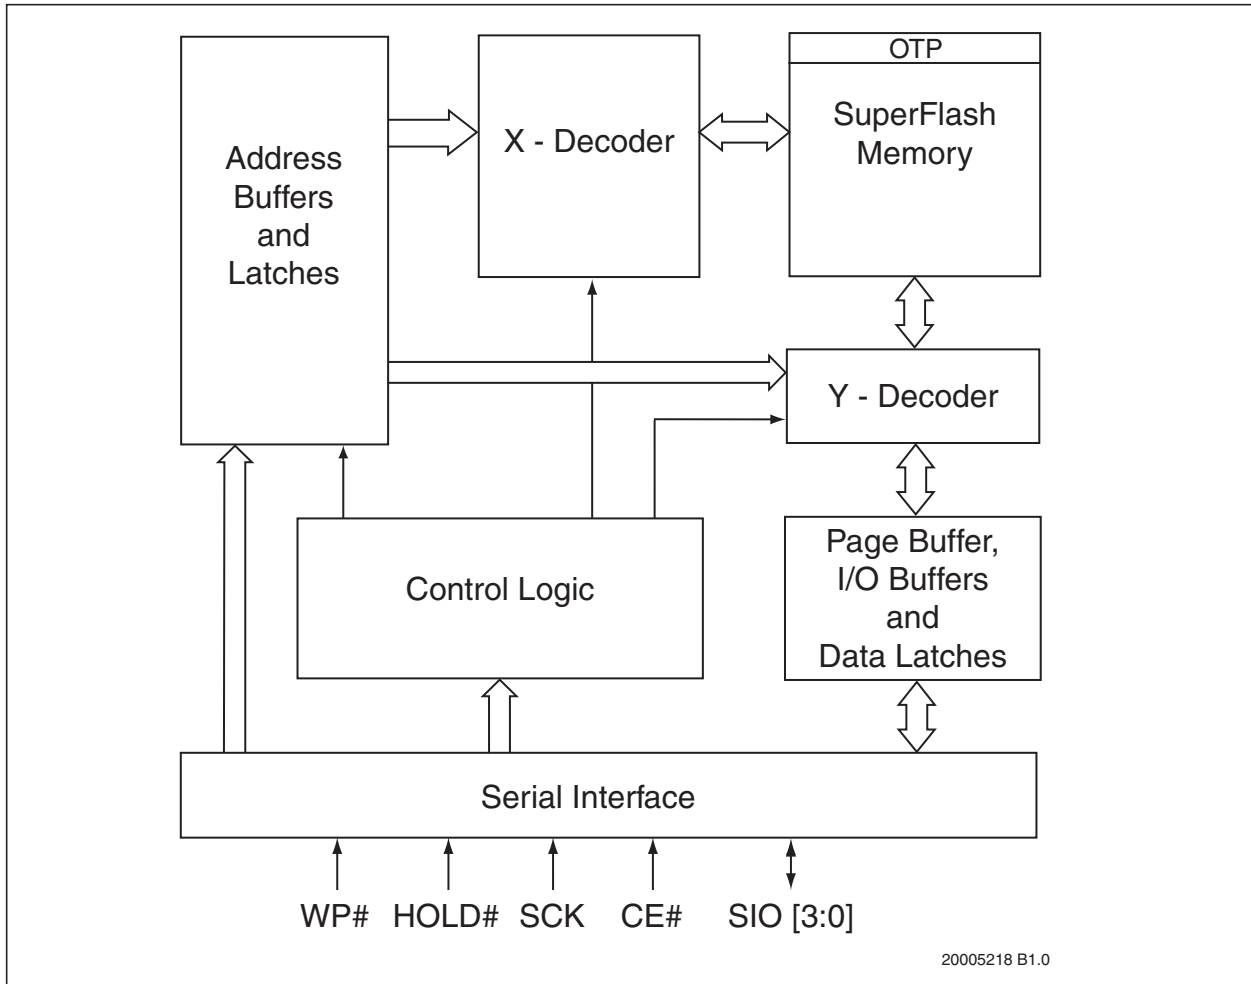 OTP
SuperFlash
Memory
X - Decoder
Address
Buffers
and
Latches
Y - Decoder
Page Buffer,
I/O Buffers
and
Data Latches
Control Logic
Serial Interface
WP# HOLD# SCK CE# SIO [3:0]
20005218 B1.0